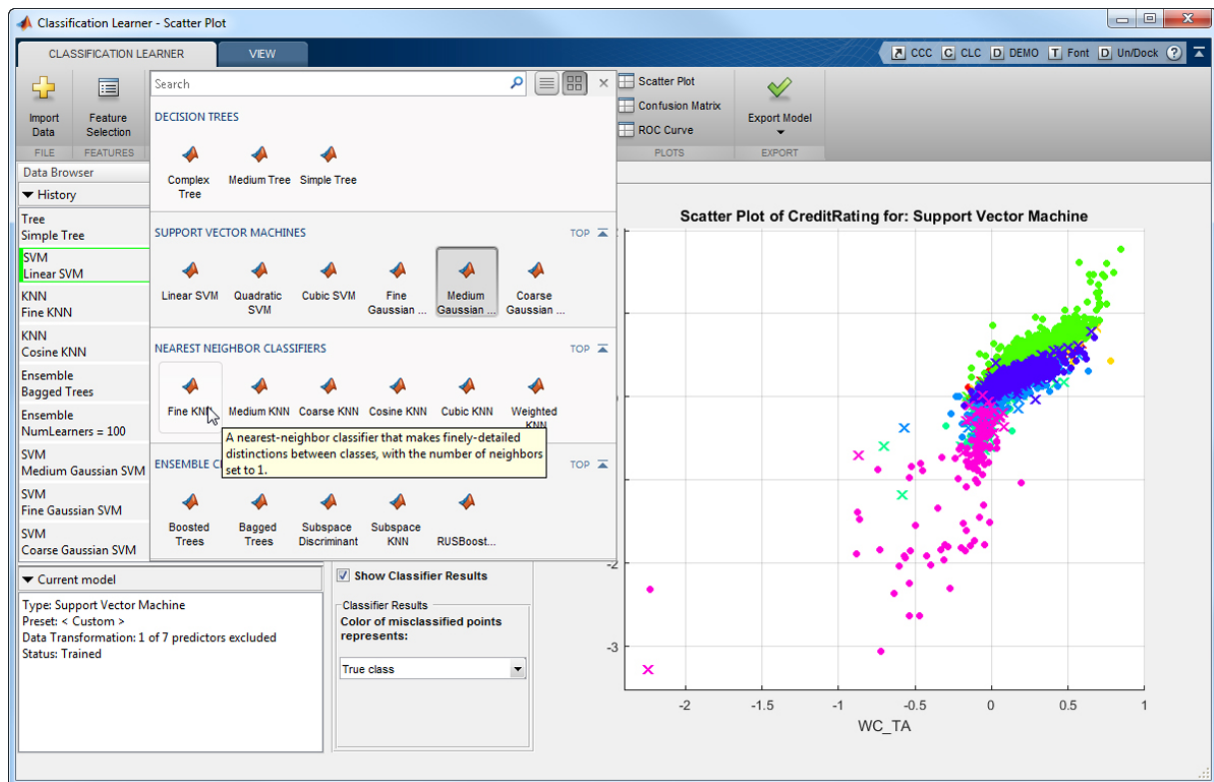 Classification Learner - Scatter Plot
CLASSIFICATION LEARNER
VIEW
CCC
CLC
DEMO
Font
Un/Dock
Import
Data
FILE
Feature
Selection
FEATURES
Search
DECISION TREES
Complex
Tree
Medium Tree
Simple Tree
SUPPORT VECTOR MACHINES
TOP
Linear SVM
Quadratic
SVM
Cubic SVM
Fine
Gaussian ...
Medium
Gaussian ...
Coarse
Gaussian ...
NEAREST NEIGHBOR CLASSIFIERS
TOP
Fine KNN
Medium KNN
Coarse KNN
Cosine KNN
Cubic KNN
Weighted
KNN
A nearest-neighbor classifier that makes finely-detailed
distinctions between classes, with the number of neighbors
set to 1.
ENSEMBLE
TOP
Boosted
Trees
Bagged
Trees
Subspace
Discriminant
Subspace
KNN
RUSBoost...
Scatter Plot
Confusion Matrix
ROC Curve
PLOTS
Export Model
EXPORT
Data Browser
History
Tree
Simple Tree
SVM
Linear SVM
KNN
Fine KNN
KNN
Cosine KNN
Ensemble
Bagged Trees
Ensemble
NumLearners = 100
SVM
Medium Gaussian SVM
SVM
Fine Gaussian SVM
SVM
Coarse Gaussian SVM
Current model
Type: Support Vector Machine
Preset: < Custom >
Data Transformation: 1 of 7 predictors excluded
Status: Trained
Show Classifier Results
Classifier Results
Color of misclassified points
represents:
True class
Scatter Plot of CreditRating for: Support Vector Machine
-2
-3
-2
-1.5
-1
-0.5
0
0.5
1
WC_TA